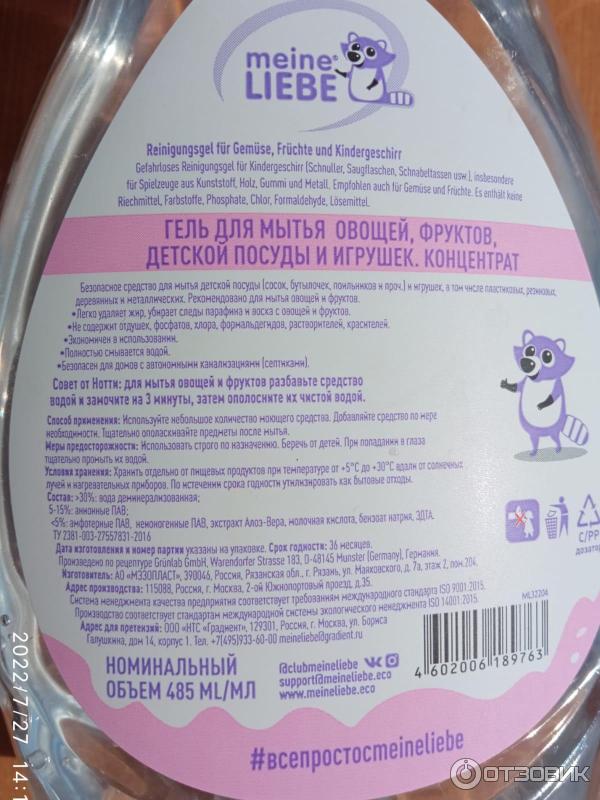 meine®
LIEBE
Reinigungsgel für Gemüse, Früchte und Kindergeschirr
Gefahrloses Reinigungsgel für Kindergeschirr (Schnuller, Saugflaschen, Schnabeltassen usw.), insbesondere
für Spielzeuge aus Kunststoff, Holz, Gummi und Metall. Empfohlen auch für Gemüse und Früchte. Es enthält keine
Riechmittel, Farbstoffe, Phosphate, Chlor, Formaldehyde, Lösemittel.
ГЕЛЬ ДЛЯ МЫТЬЯ ОВОЩЕЙ, ФРУКТОВ,
ДЕТСКОЙ ПОСУДЫ И ИГРУШЕК. КОНЦЕНТРАТ
Безопасное средство для мытья детской посуды (сосок, бутылочек, поильников и проч.) и игрушек, в том числе пластиковых, резиновых,
деревянных и металлических. Рекомендовано для мытья овощей и фруктов.
•Легко удаляет жир, убирает следы парафина и воска с овощей и фруктов.
•Не содержит отдушек, фосфатов, хлора, формальдегидов, растворителей, красителей.
•Экономичен в использовании.
•Полностью смывается водой.
•Безопасен для домов с автономными канализациями (септиками).
Совет от Нотти: для мытья овощей и фруктов разбавьте средство
водой и замочите на 3 минуты, затем ополосните их чистой водой.
Способ применения: Используйте небольшое количество моющего средства. Добавляйте средство по мере
необходимости. Тщательно ополаскивайте предметы после мытья.
Меры предосторожности: Использовать строго по назначению. Беречь от детей. При попадании в глаза
тщательно промыть их водой.
Условия хранения: Хранить отдельно от пищевых продуктов при температуре от +5°С до +30°С вдали от солнечных
лучей и нагревательных приборов. По истечении срока годности утилизировать как бытовые отходы.
Состав: >30%: вода деминерализованная;
5-15%: анионные ПАВ;
<5%: амфотерные ПАВ, неионогенные ПАВ, экстракт Алоэ-Вера, молочная кислота, бензоат натрия, ЭДТА.
ТУ 2381-003-27557831-2016
Дата изготовления и номер партии указаны на упаковке. Срок годности: 36 месяцев.
Произведено по рецептуре Grünlab GmbH, Warendorfer Strasse 183, D-48145 Munster (Germany), Германия.
Изготовитель: АО «МЭЗОПЛАСТ», 390046, Россия, Рязанская обл., г. Рязань, ул. Маяковского, д. 7а, этаж 2, пом.204.
Адрес производства: 115088, Россия, г. Москва, 2-ой Южнопортовый проезд, д.35.
Система менеджмента качества предприятия соответствует требованиям международного стандарта ISO 9001:2015.
Производство соответствует стандартам международной системы экологического менеджмента ISO 14001:2015.
Адрес для претензий: ООО «НТС «Градиент», 129301, Россия, г. Москва, ул. Бориса
Галушкина, дом 14, корпус 1. Тел. +7(495)933-60-00 meineliebe@gradient.ru
C/PP
дозатор
ML32204
НОМИНАЛЬНЫЙ
ОБЪЕМ 485 ML/МЛ
@clubmeineliebe
support@meineliebe.eco
www.meineliebe.eco
4 602006 189763
#всепростосmeineliebe
2022/7/27 14:1
ОТЗОВИК